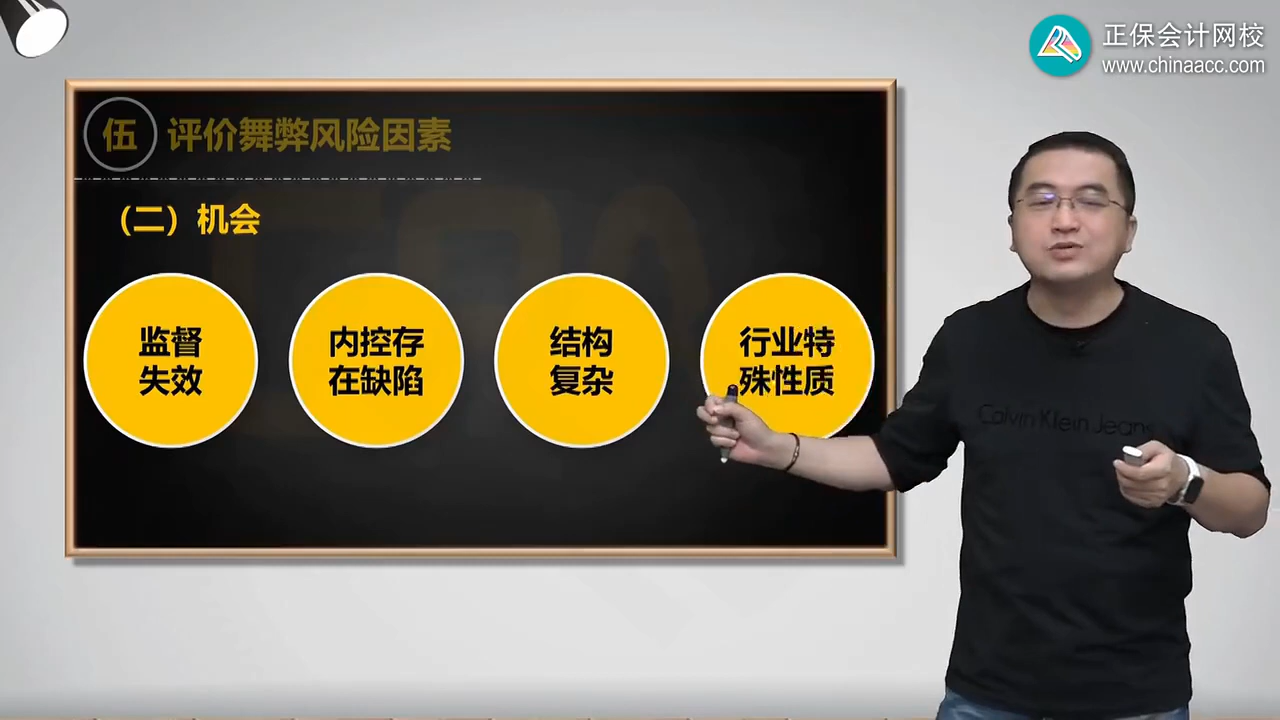 正保会计网校
www.chinaacc.com
伍 评价舞弊风险因素
（二）机会
监督
失效
内控存
在缺陷
结构
复杂
行业特
殊性质
Calvin Klein Jeans